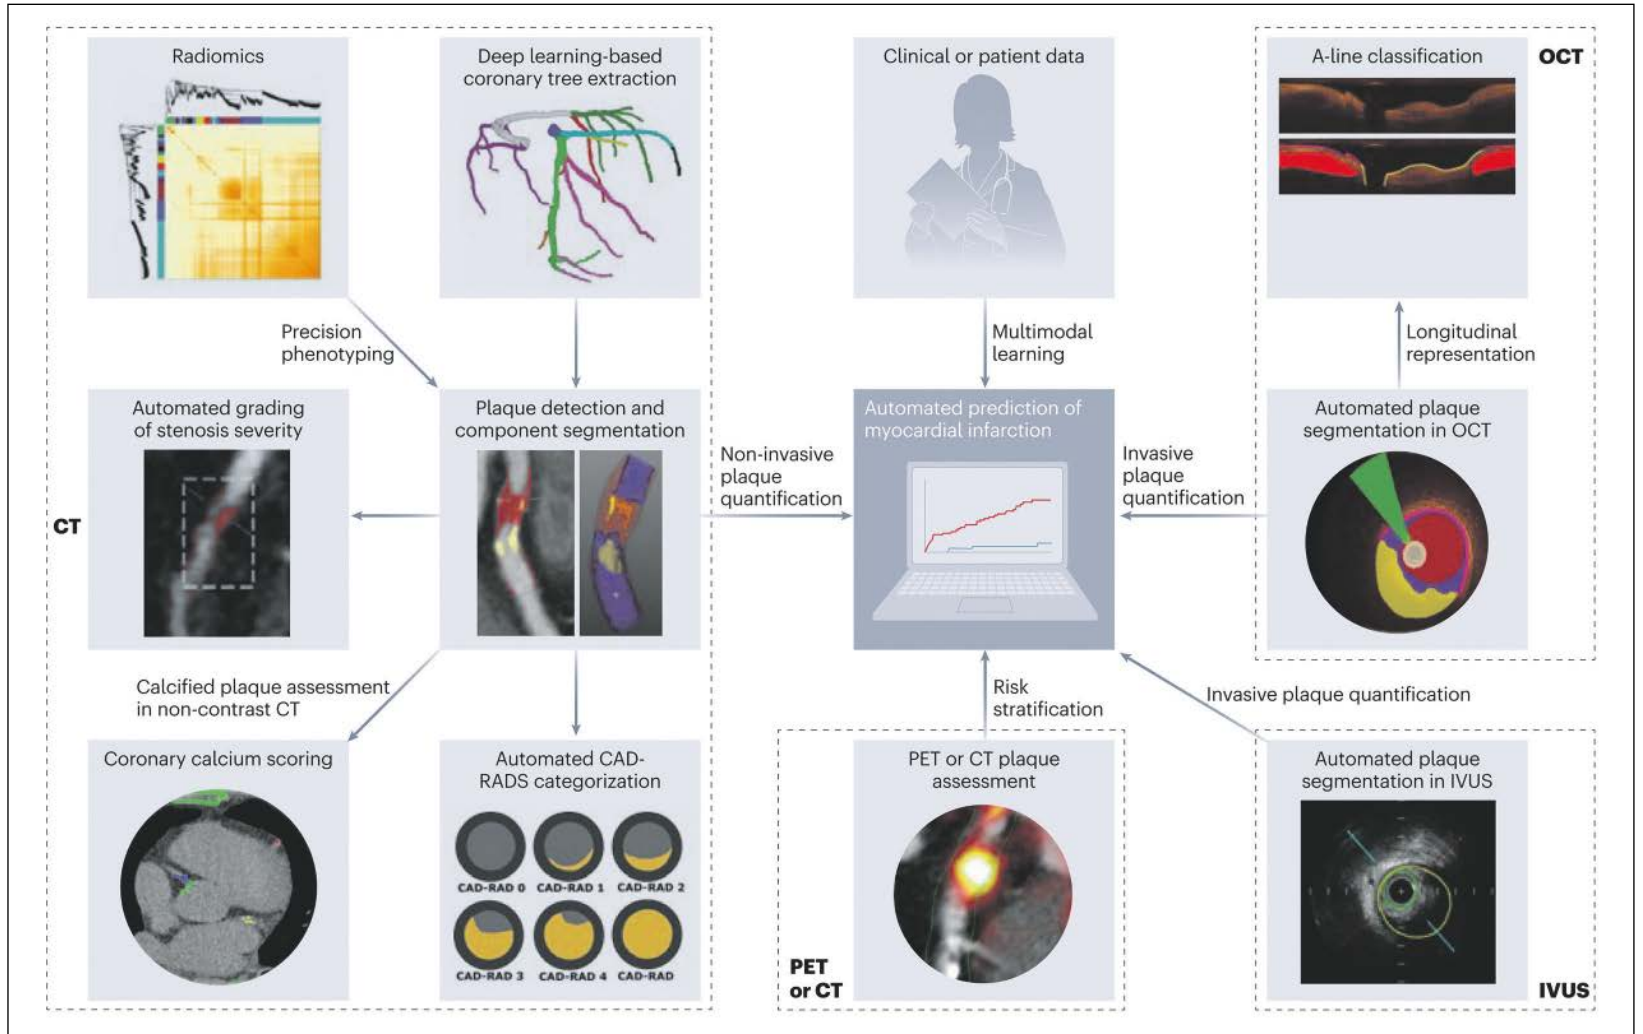 Radiomics
Deep learning-based
coronary tree extraction
Clinical or patient data
A-line classification
OCT
Precision
phenotyping
Multimodal
learning
Longitudinal
representation
Automated grading
of stenosis severity
Plaque detection and
component segmentation
Non-invasive
plaque
quantification
Automated prediction of
myocardial infarction
Invasive
plaque
quantification
Automated plaque
segmentation in OCT
CT
Calcified plaque assessment
in non-contrast CT
Risk
stratification
Invasive plaque quantification
Coronary calcium scoring
Automated CAD-
RADS categorization
CAD-RAD 0
CAD-RAD 1
CAD-RAD 2
CAD-RAD 3
CAD-RAD 4
CAD-RAD
PET or CT plaque
assessment
PET
or CT
Automated plaque
segmentation in IVUS
IVUS